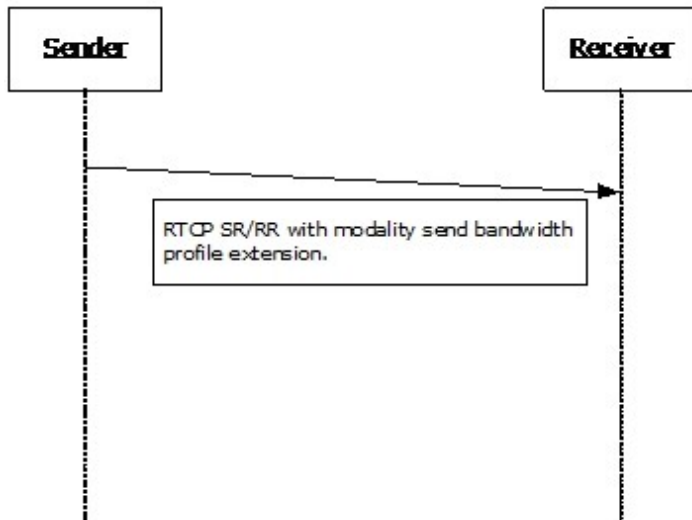 Sender
Receiver
RTCP SR/RR with modality send bandwidth
profile extension.